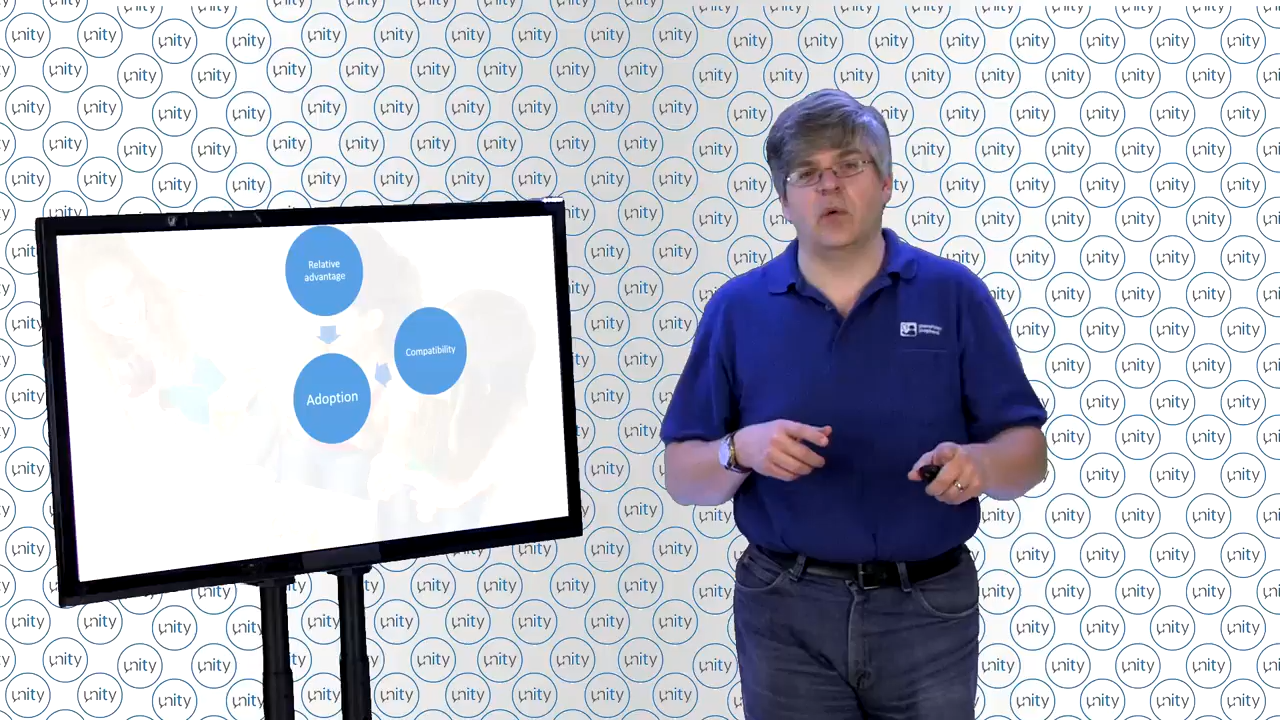 Relative
advantage
Compatibility
Adoption
unity